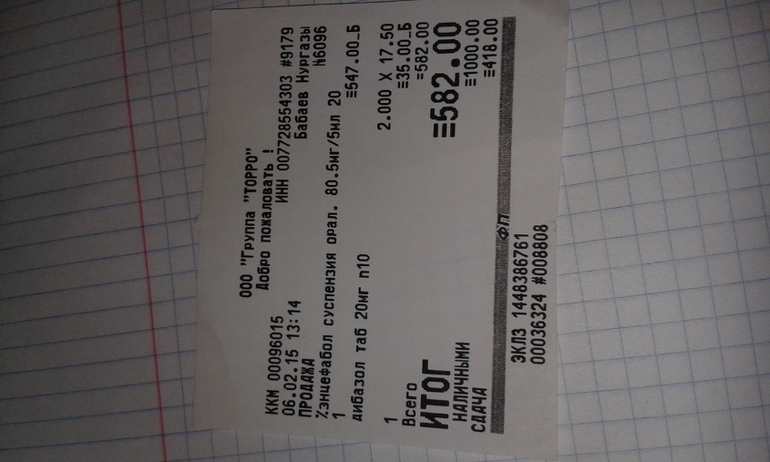 ООО "Группа "ТОРРО"
Добро пожаловать !
ККМ 00096015 ИНН 007728554303 #9179
06.02.15 13:14 Бабаев Нургазы
ПРОДАЖА №6096
%энцефабол суспензия орал. 80.5мг/5мл 20
1 ≡547.00_Б
дибазол таб 20мг п10
2.000 X 17.50
1 ≡35.00_Б
Всего ≡582.00
ИТОГ ≡582.00
НАЛИЧНЫМИ ≡1000.00
СДАЧА ≡418.00
ФП
ЭКЛЗ 1448386761
00036324 #008808